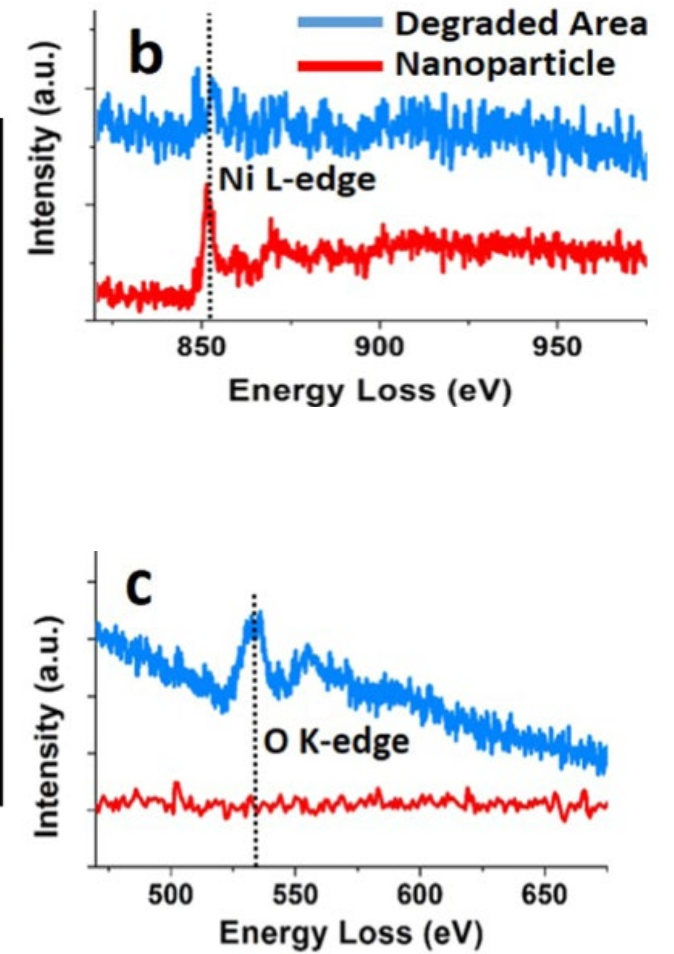 b
Degraded Area
Nanoparticle
Ni L-edge
Intensity (a.u.)
850 900 950
Energy Loss (eV)
c
O K-edge
Intensity (a.u.)
500 550 600 650
Energy Loss (eV)